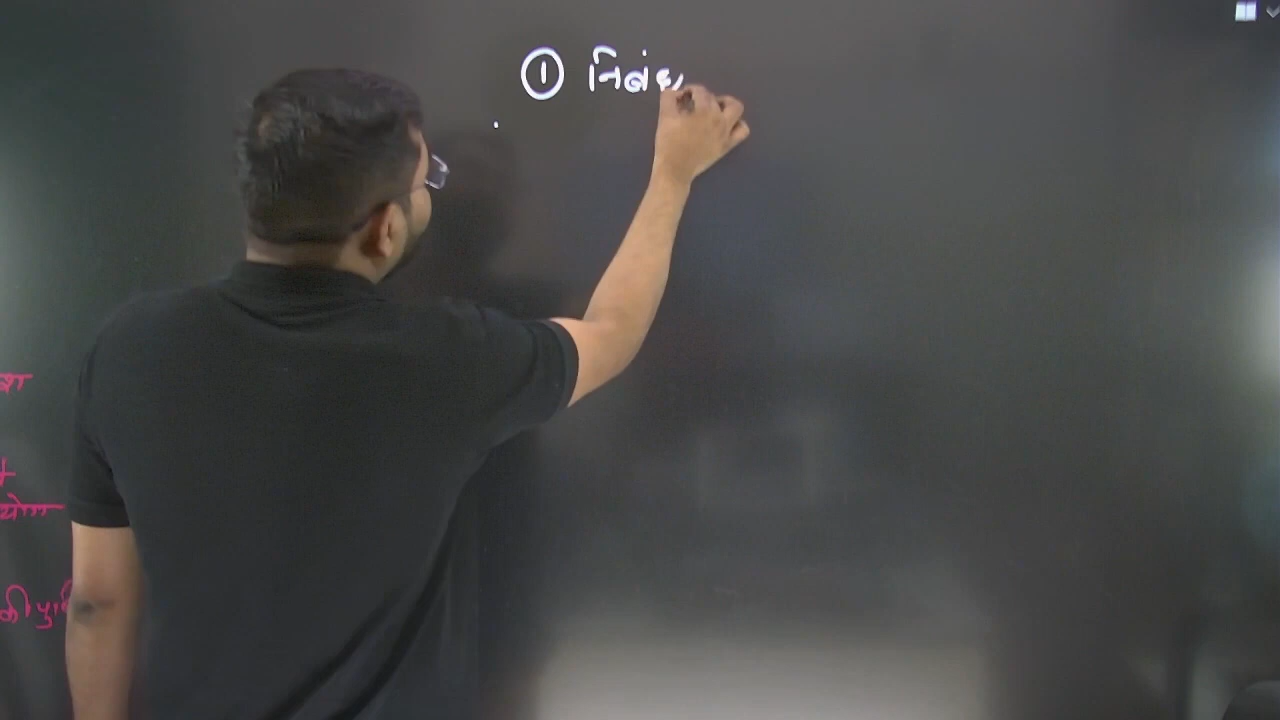 ① निबंध
बा
+
योग
की पु